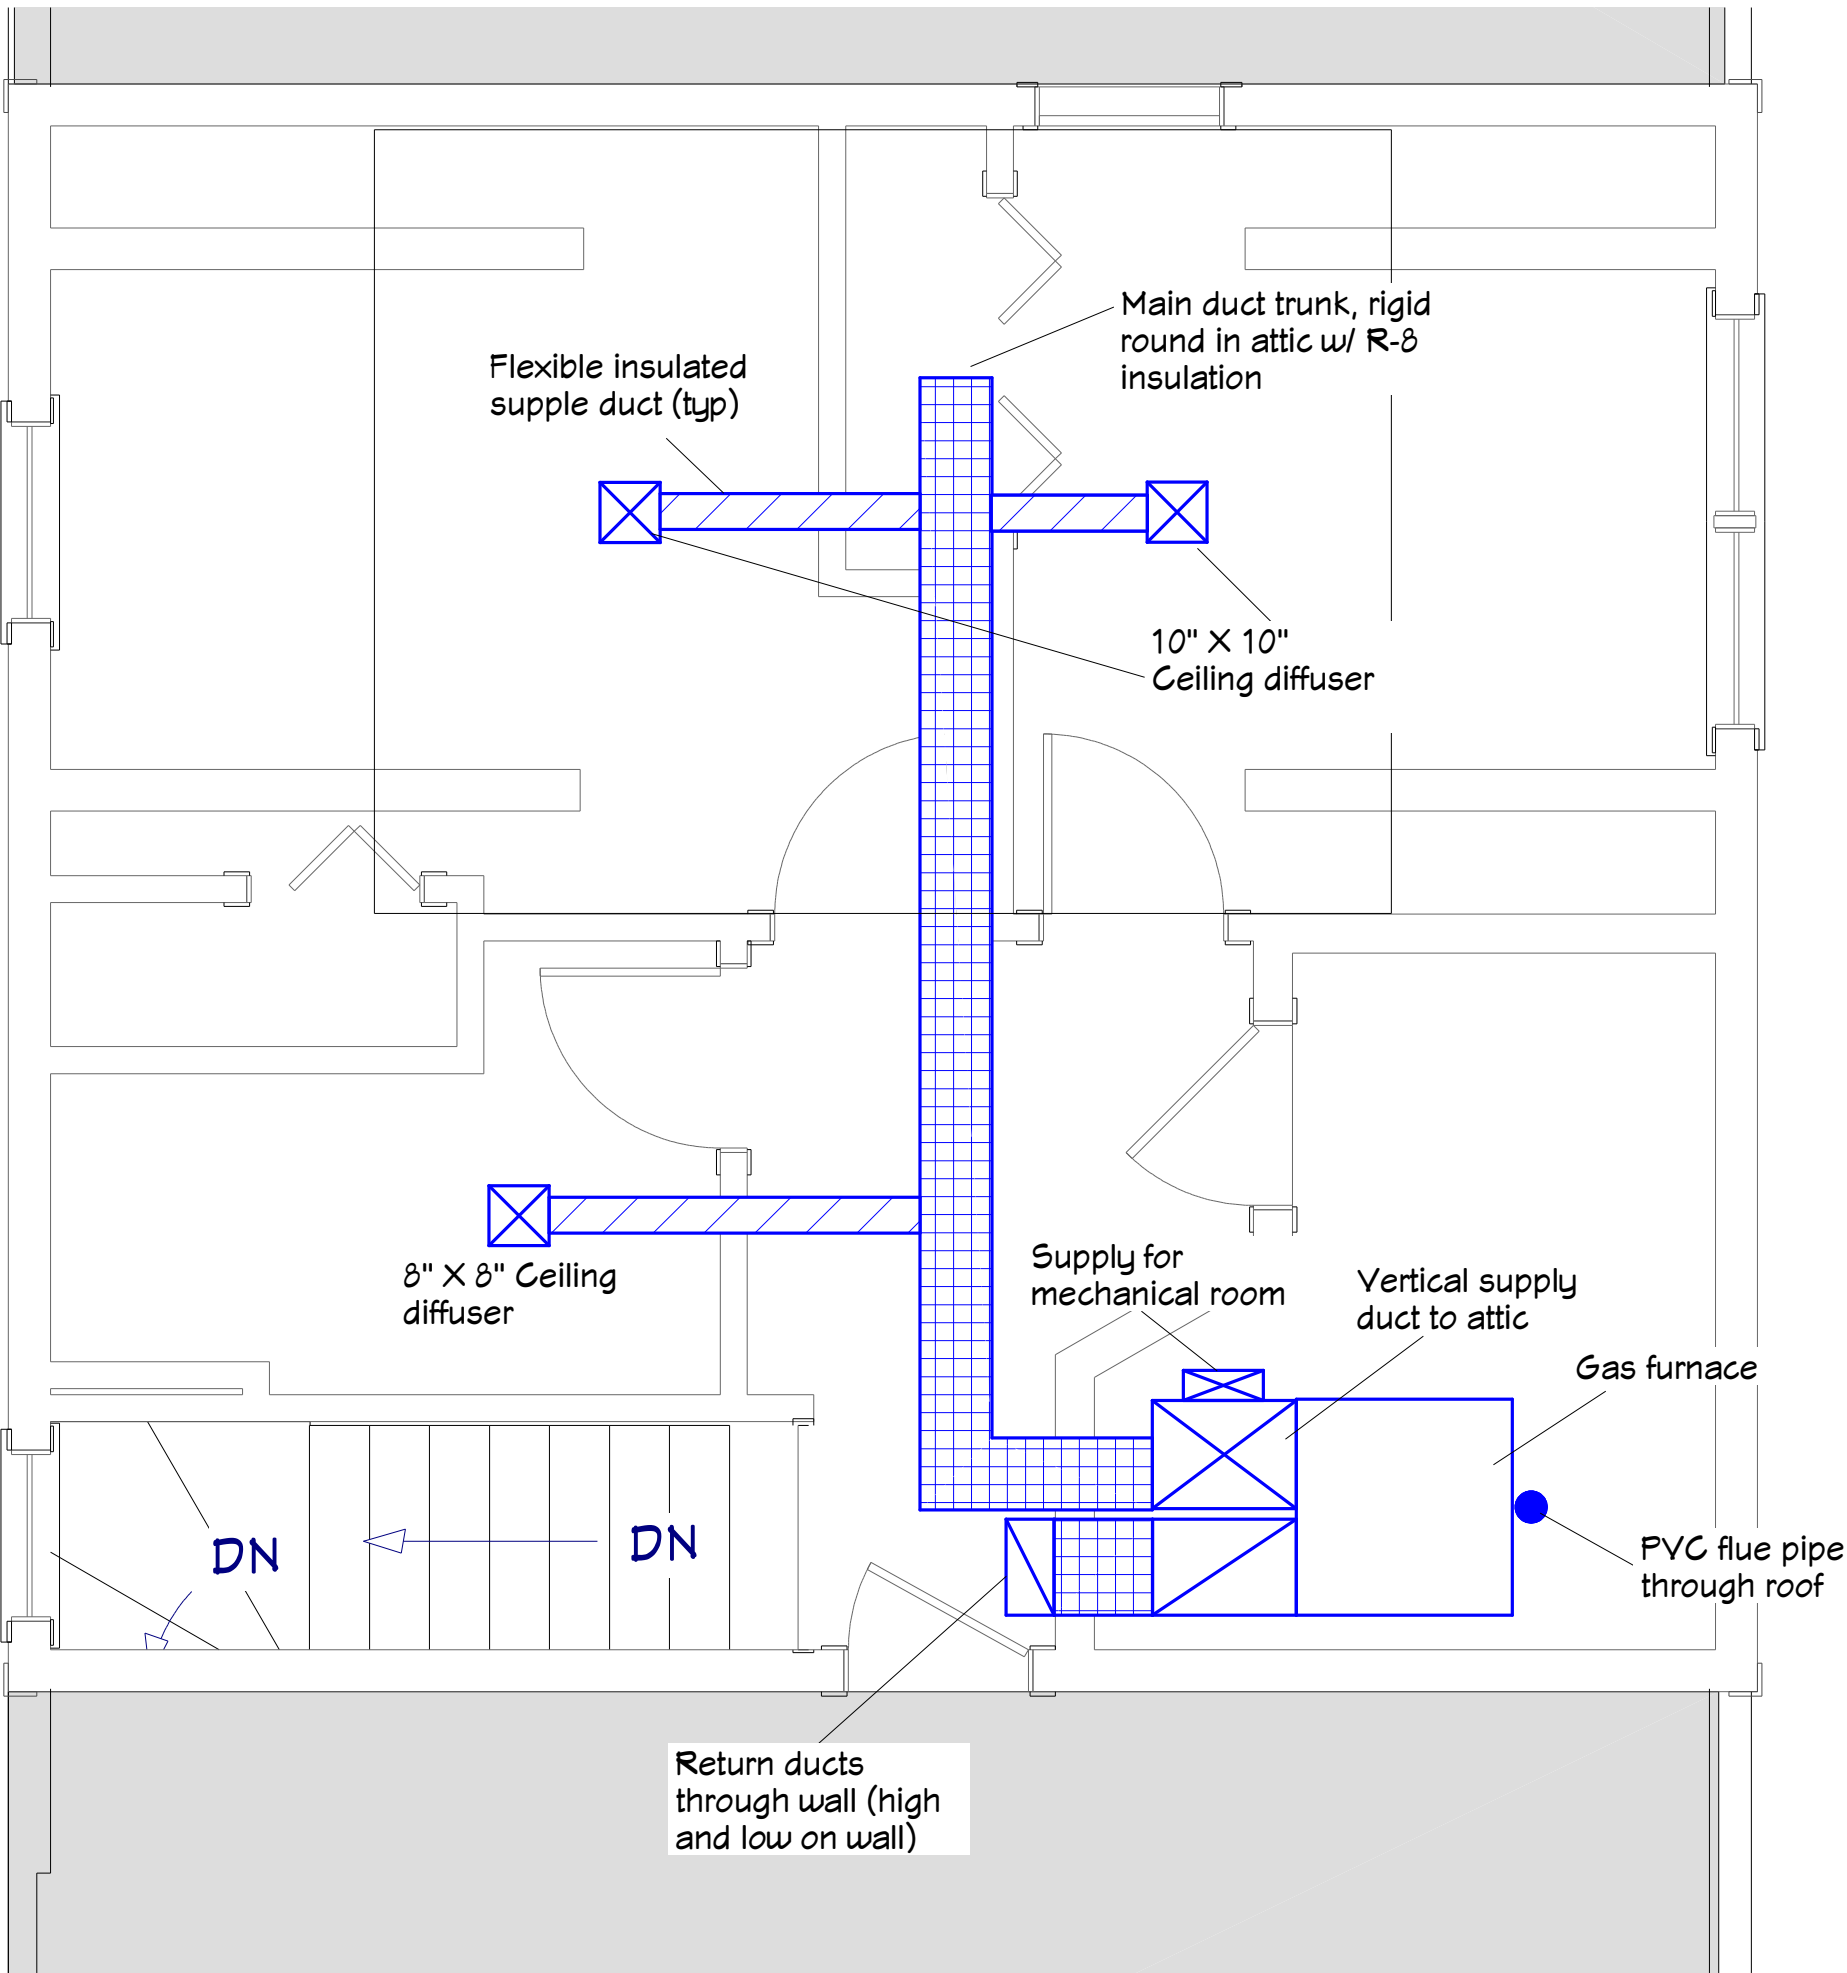 Main duct trunk, rigid
round in attic w/ R-8
insulation
Flexible insulated
supple duct (typ)
10" X 10"
Ceiling diffuser
8" X 8" Ceiling
diffuser
Supply for
mechanical room
Vertical supply
duct to attic
Gas furnace
DN
DN
PVC flue pipe
through roof
Return ducts
through wall (high
and low on wall)